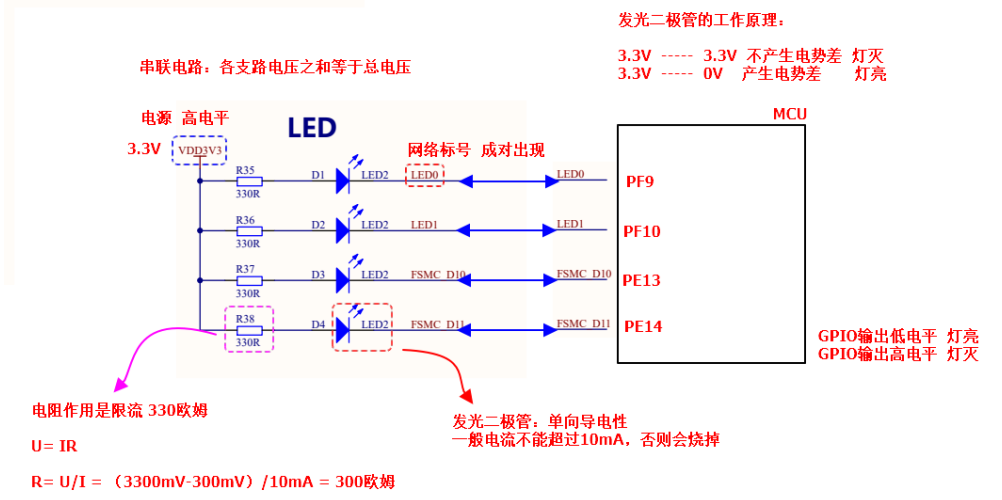 发光二极管的工作原理：
3.3V ----- 3.3V 不产生电势差 灯灭
3.3V ----- 0V 产生电势差 灯亮
串联电路：各支路电压之和等于总电压
MCU
电源 高电平
LED
3.3V
VDD3V3
网络标号 成对出现
R35
330R
D1
LED2
LED0
LED0
PF9
R36
330R
D2
LED2
LED1
LED1
PF10
R37
330R
D3
LED2
FSMC_D10
FSMC_D10
PE13
R38
330R
D4
LED2
FSMC_D11
FSMC_D11
PE14
GPIO输出低电平 灯亮
GPIO输出高电平 灯灭
电阻作用是限流 330欧姆
U= IR
R= U/I = （3300mV-300mV）/10mA = 300欧姆
发光二极管：单向导电性
一般电流不能超过10mA，否则会烧掉